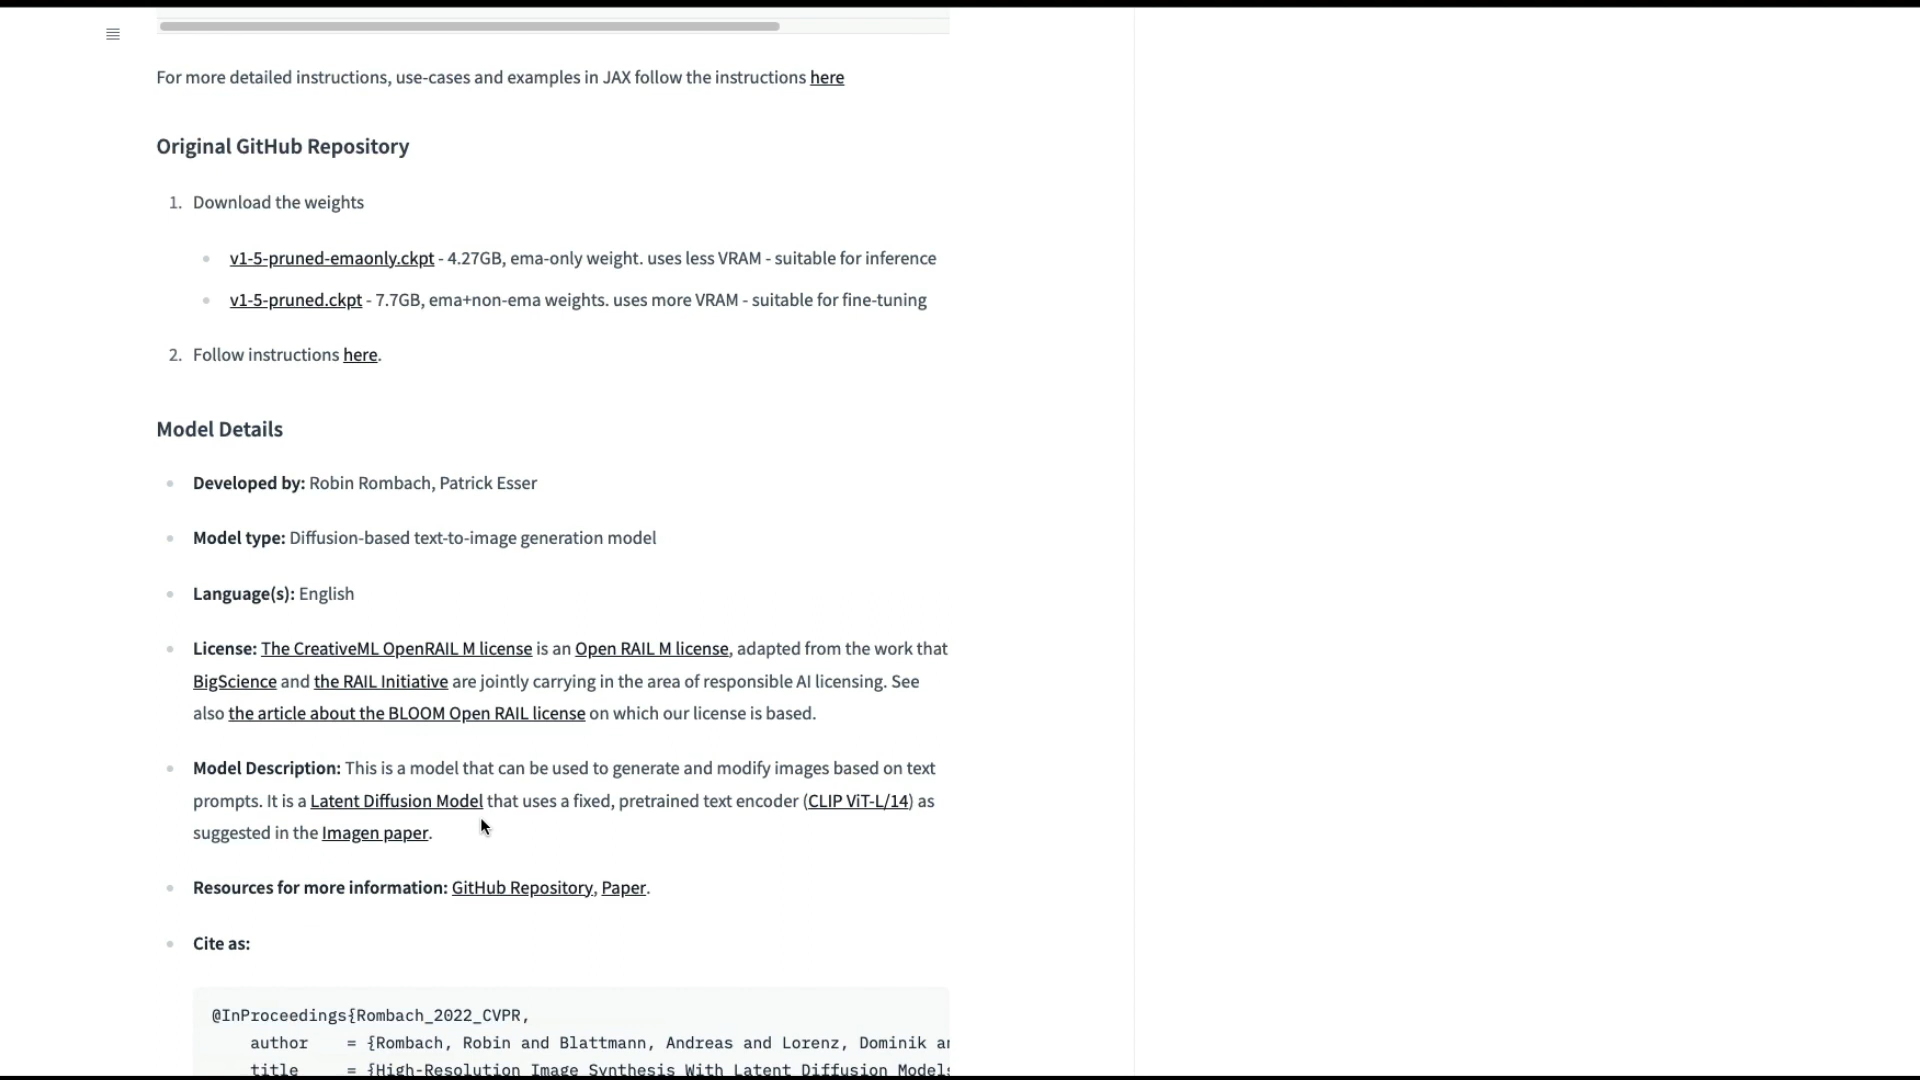 For more detailed instructions, use-cases and examples in JAX follow the instructions here
Original GitHub Repository
1. Download the weights
v1-5-pruned-emaonly.ckpt - 4.27GB, ema-only weight. uses less VRAM - suitable for inference
v1-5-pruned.ckpt - 7.7GB, ema+non-ema weights. uses more VRAM - suitable for fine-tuning
2. Follow instructions here.
Model Details
Developed by: Robin Rombach, Patrick Esser
Model type: Diffusion-based text-to-image generation model
Language(s): English
License: The CreativeML OpenRAIL M license is an Open RAIL M license, adapted from the work that
BigScience and the RAIL Initiative are jointly carrying in the area of responsible AI licensing. See
also the article about the BLOOM Open RAIL license on which our license is based.
Model Description: This is a model that can be used to generate and modify images based on text
prompts. It is a Latent Diffusion Model that uses a fixed, pretrained text encoder (CLIP ViT-L/14) as
suggested in the Imagen paper.
Resources for more information: GitHub Repository, Paper.
Cite as:
@InProceedings{Rombach_2022_CVPR,
author = {Rombach, Robin and Blattmann, Andreas and Lorenz, Dominik
title = {High-Resolution Image Synthesis With Latent Diffusion Models